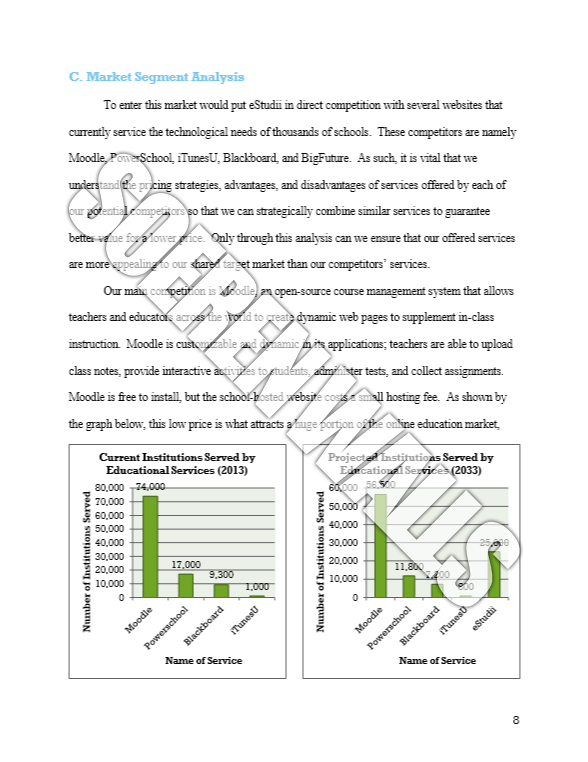 C. Market Segment Analysis
To enter this market would put eStudii in direct competition with several websites that
currently service the technological needs of thousands of schools. These competitors are namely
Moodle, PowerSchool, iTunesU, Blackboard, and BigFuture. As such, it is vital that we
understand the pricing strategies, advantages, and disadvantages of services offered by each of
our potential competitors so that we can strategically combine similar services to guarantee
better value for a lower price. Only through this analysis can we ensure that our offered services
are more appealing to our shared target market than our competitors’ services.
Our main competition is Moodle, an open-source course management system that allows
teachers and educators across the world to create dynamic web pages to supplement in-class
instruction. Moodle is customizable and dynamic in its applications; teachers are able to upload
class notes, provide interactive activities to students, administer tests, and collect assignments.
Moodle is free to install, but the school-hosted website costs a small hosting fee. As shown by
the graph below, this low price is what attracts a huge portion of the online education market,
SOEREN WALLS
Current Institutions Served by
Educational Services (2013)
Number of Institutions Served
80,000
70,000
60,000
50,000
40,000
30,000
20,000
10,000
0
74,000
17,000
9,300
1,000
Moodle
Powerschool
Blackboard
iTunesU
Name of Service
Projected Institutions Served by
Educational Services (2033)
Number of Institutions Served
60,000
50,000
40,000
30,000
20,000
10,000
0
56,500
11,800
Moodle
Powerschool
Blackboard
iTunesU
eStudii
Name of Service
8